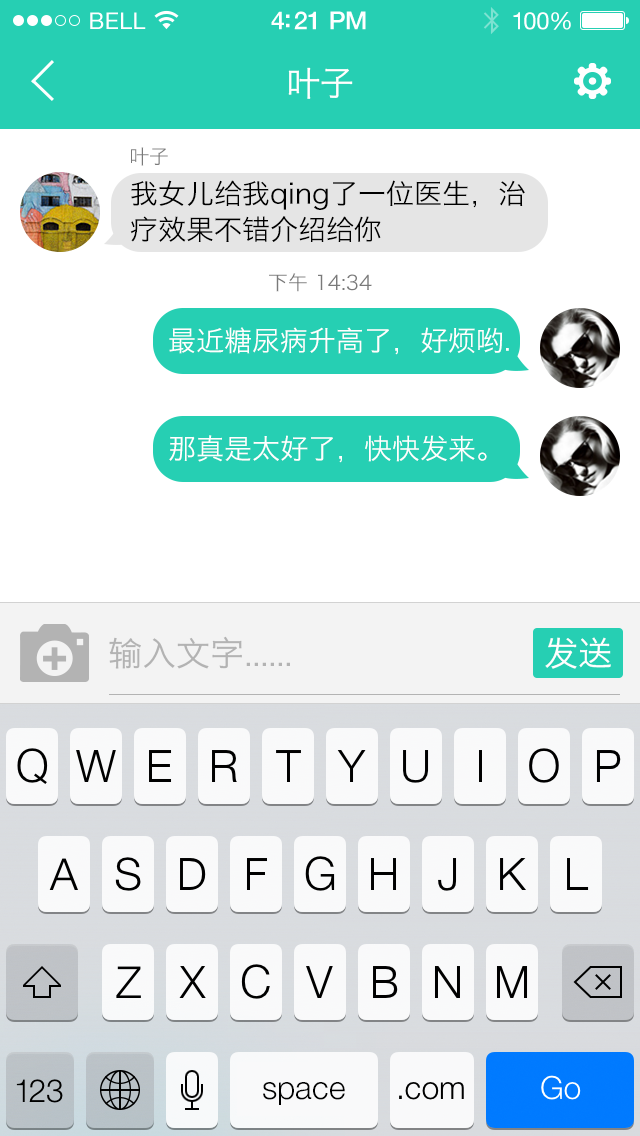 BELL 4:21 PM 100%
叶子
叶子
我女儿给我qing了一位医生，治
疗效果不错介绍给你
下午 14:34
最近糖尿病升高了，好烦哟.
那真是太好了，快快发来。
输入文字......
发送
Q W E R T Y U I O P
A S D F G H J K L
Z X C V B N M
123 space .com Go